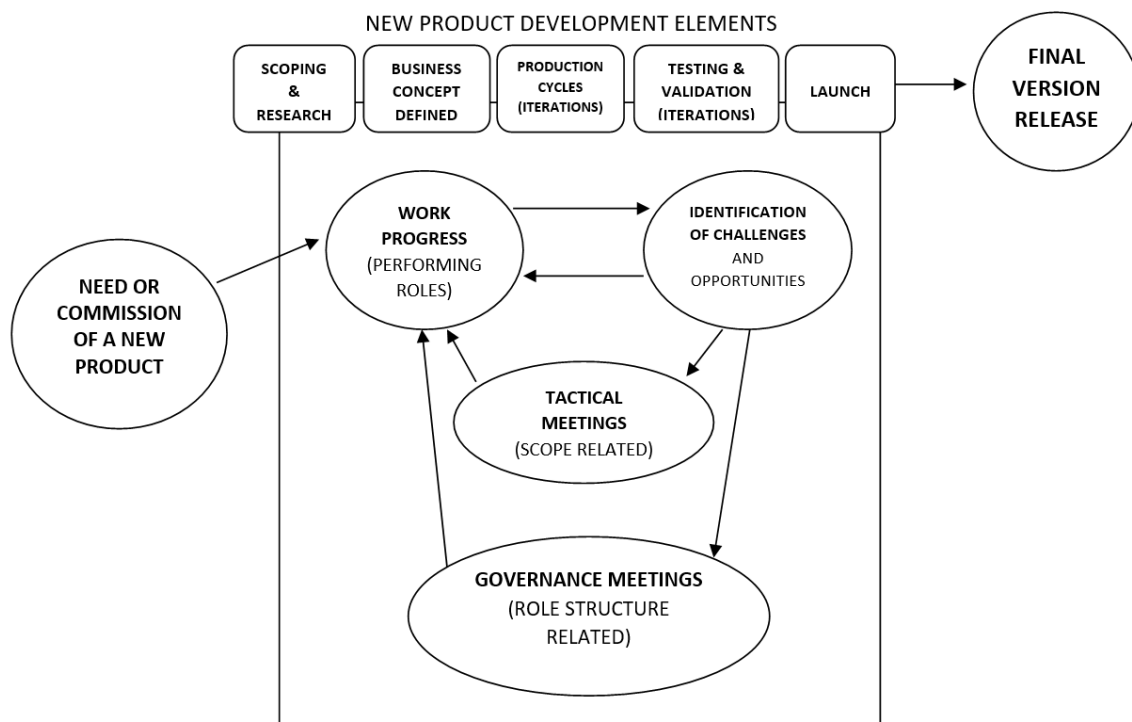 NEW PRODUCT DEVELOPMENT ELEMENTS
SCOPING
&
RESEARCH
BUSINESS
CONCEPT
DEFINED
PRODUCTION
CYCLES
(ITERATIONS)
TESTING &
VALIDATION
(ITERATIONS)
LAUNCH
FINAL
VERSION
RELEASE
NEED OR
COMMISSION
OF A NEW
PRODUCT
WORK
PROGRESS
(PERFORMING
ROLES)
IDENTIFICATION
OF CHALLENGES
AND
OPPORTUNITIES
TACTICAL
MEETINGS
(SCOPE RELATED)
GOVERNANCE MEETINGS
(ROLE STRUCTURE
RELATED)